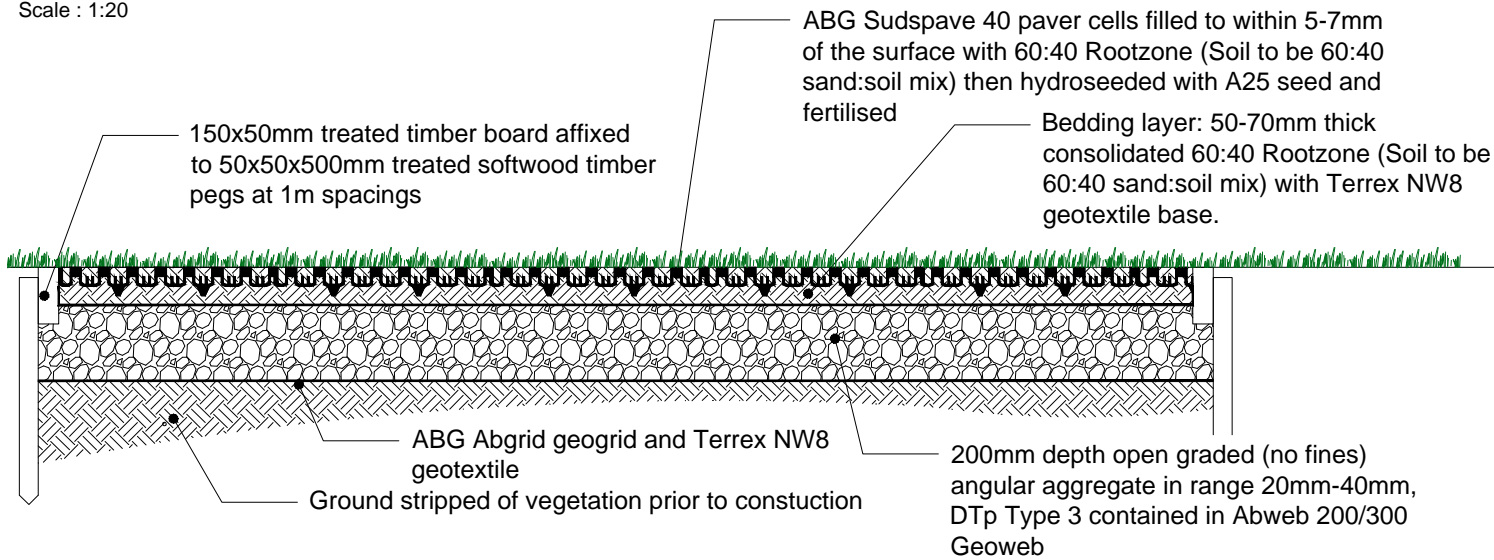 Scale : 1:20
ABG Sudspave 40 paver cells filled to within 5-7mm
of the surface with 60:40 Rootzone (Soil to be 60:40
sand:soil mix) then hydroseeded with A25 seed and
fertilised
150x50mm treated timber board affixed
to 50x50x500mm treated softwood timber
pegs at 1m spacings
Bedding layer: 50-70mm thick
consolidated 60:40 Rootzone (Soil to be
60:40 sand:soil mix) with Terrex NW8
geotextile base.
ABG Abgrid geogrid and Terrex NW8
geotextile
Ground stripped of vegetation prior to constuction
200mm depth open graded (no fines)
angular aggregate in range 20mm-40mm,
DTp Type 3 contained in Abweb 200/300
Geoweb